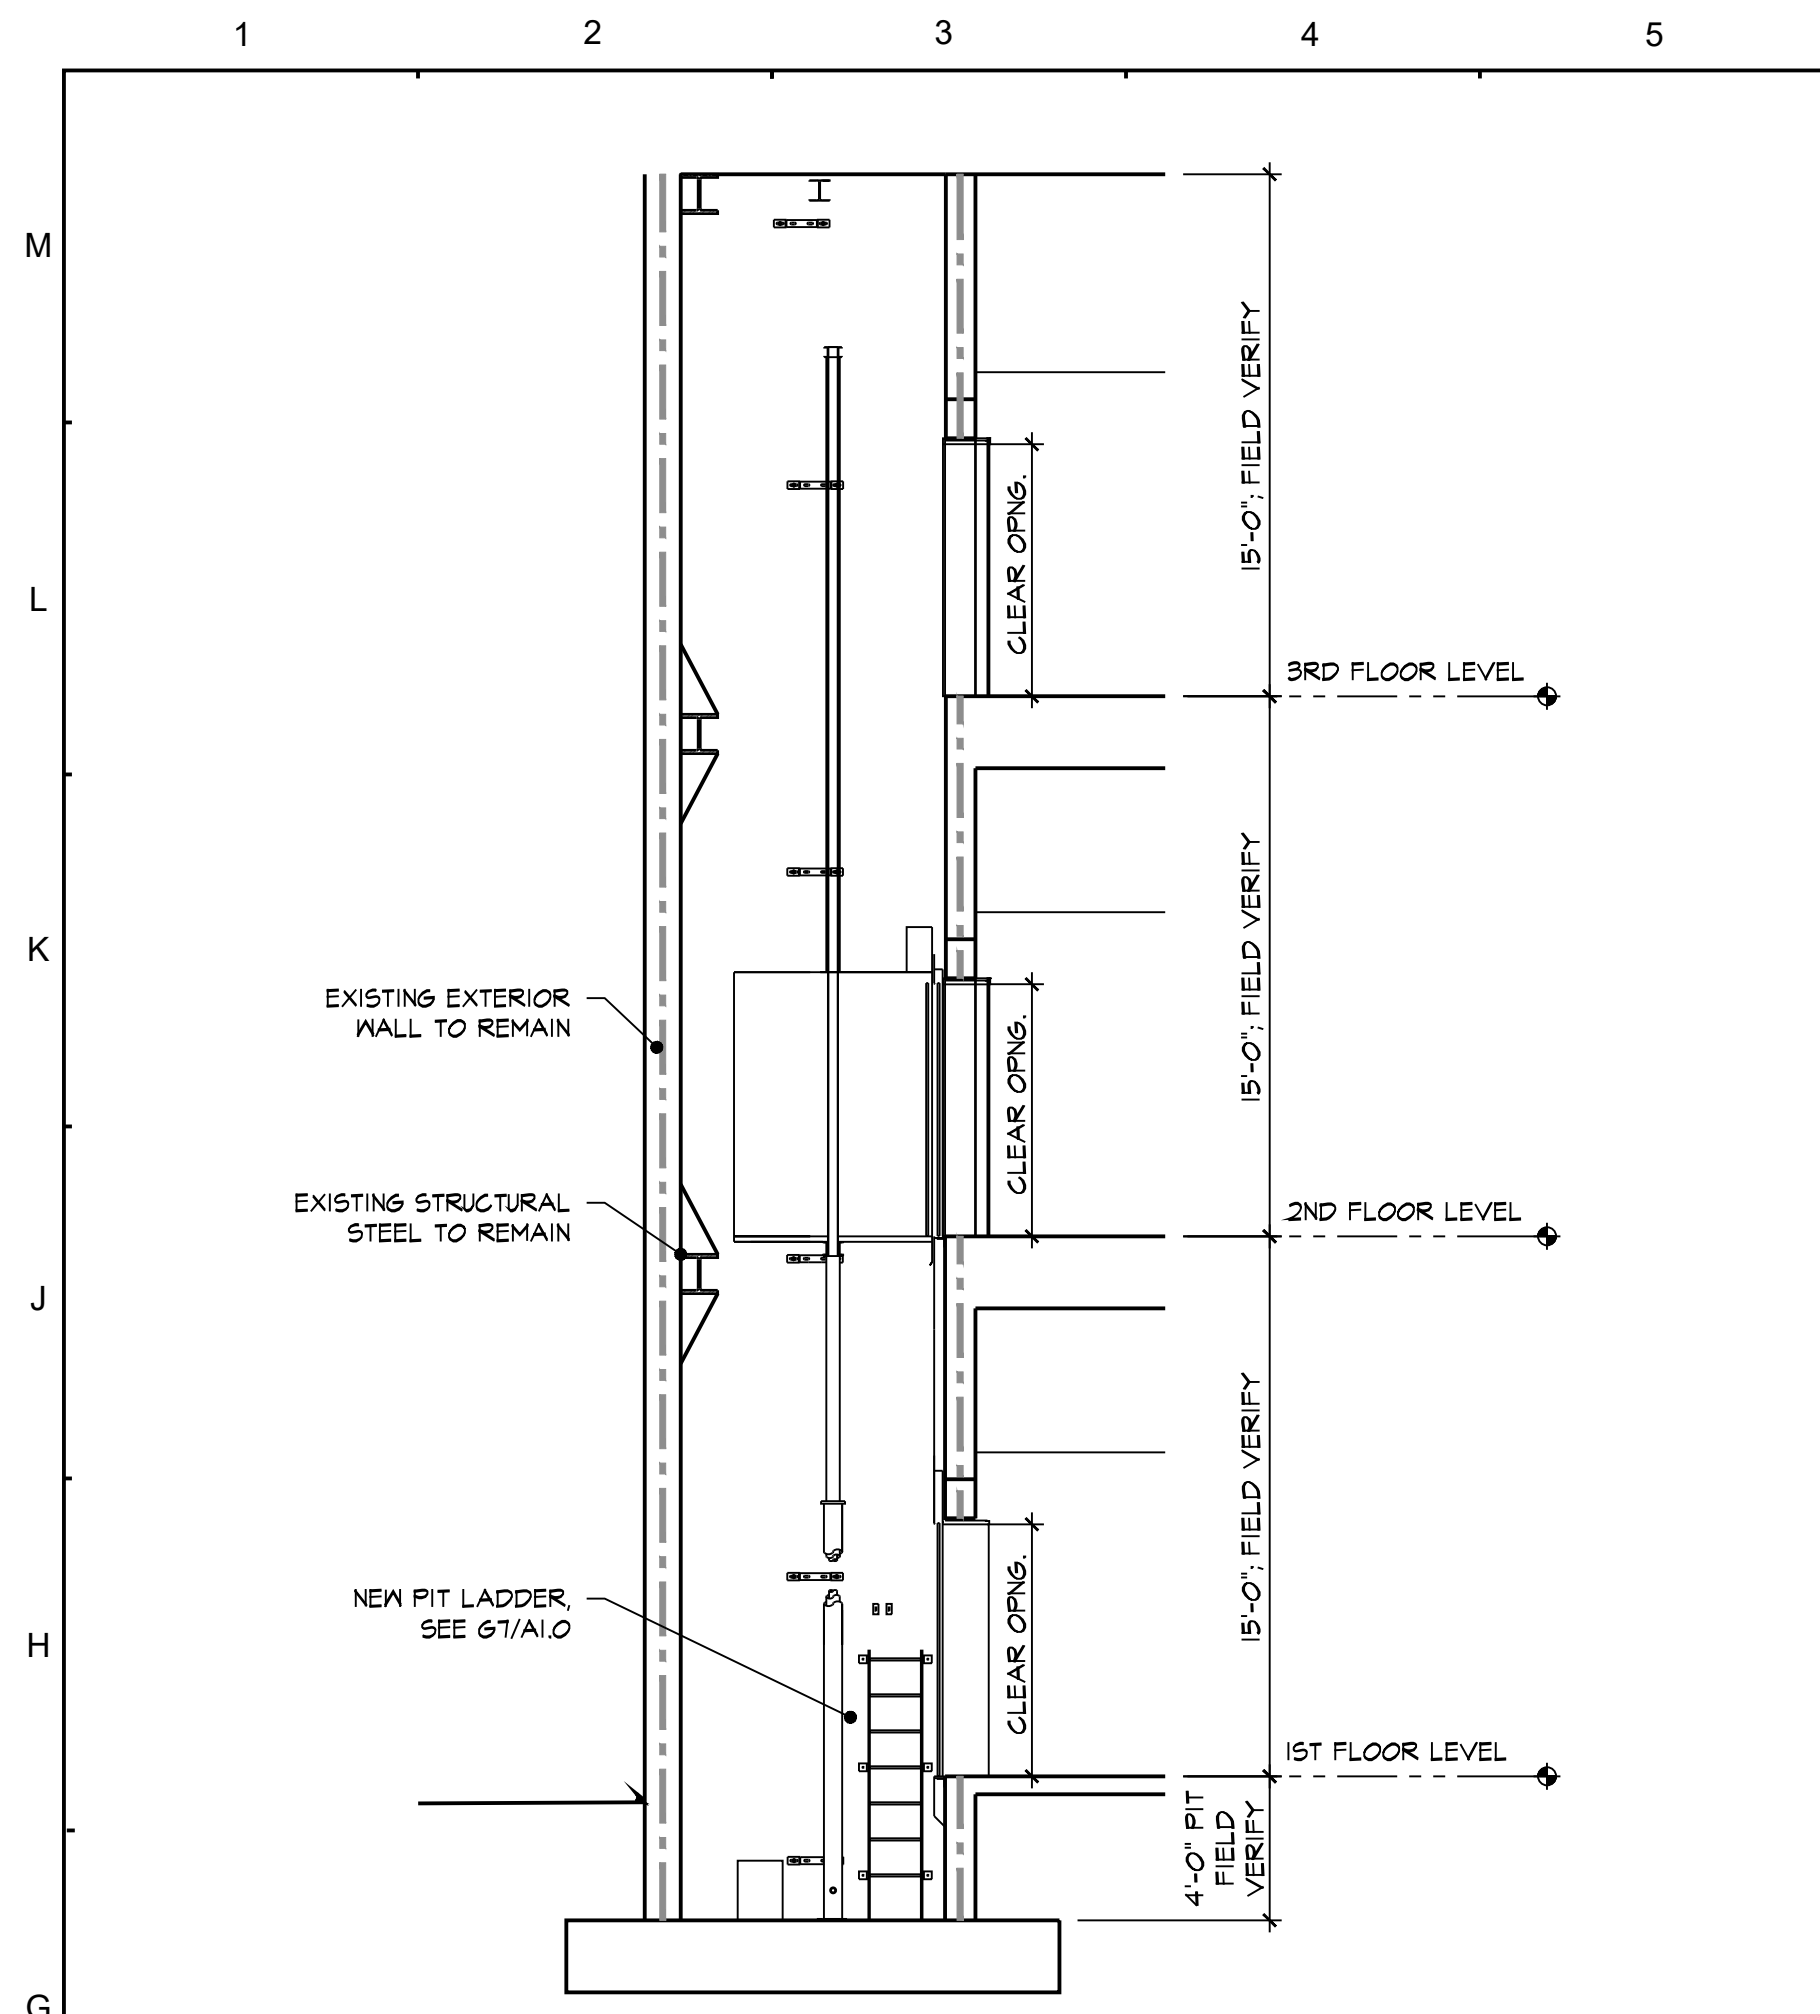 1 2 3 4 5
M
15'-0"; FIELD VERIFY
CLEAR OPNG.
L
3RD FLOOR LEVEL
15'-0"; FIELD VERIFY
K
EXISTING EXTERIOR
WALL TO REMAIN
CLEAR OPNG.
EXISTING STRUCTURAL
STEEL TO REMAIN
2ND FLOOR LEVEL
J
15'-0"; FIELD VERIFY
NEW PIT LADDER,
SEE G7/A1.0
CLEAR OPNG.
H
1ST FLOOR LEVEL
4'-0" PIT
FIELD
VERIFY
G